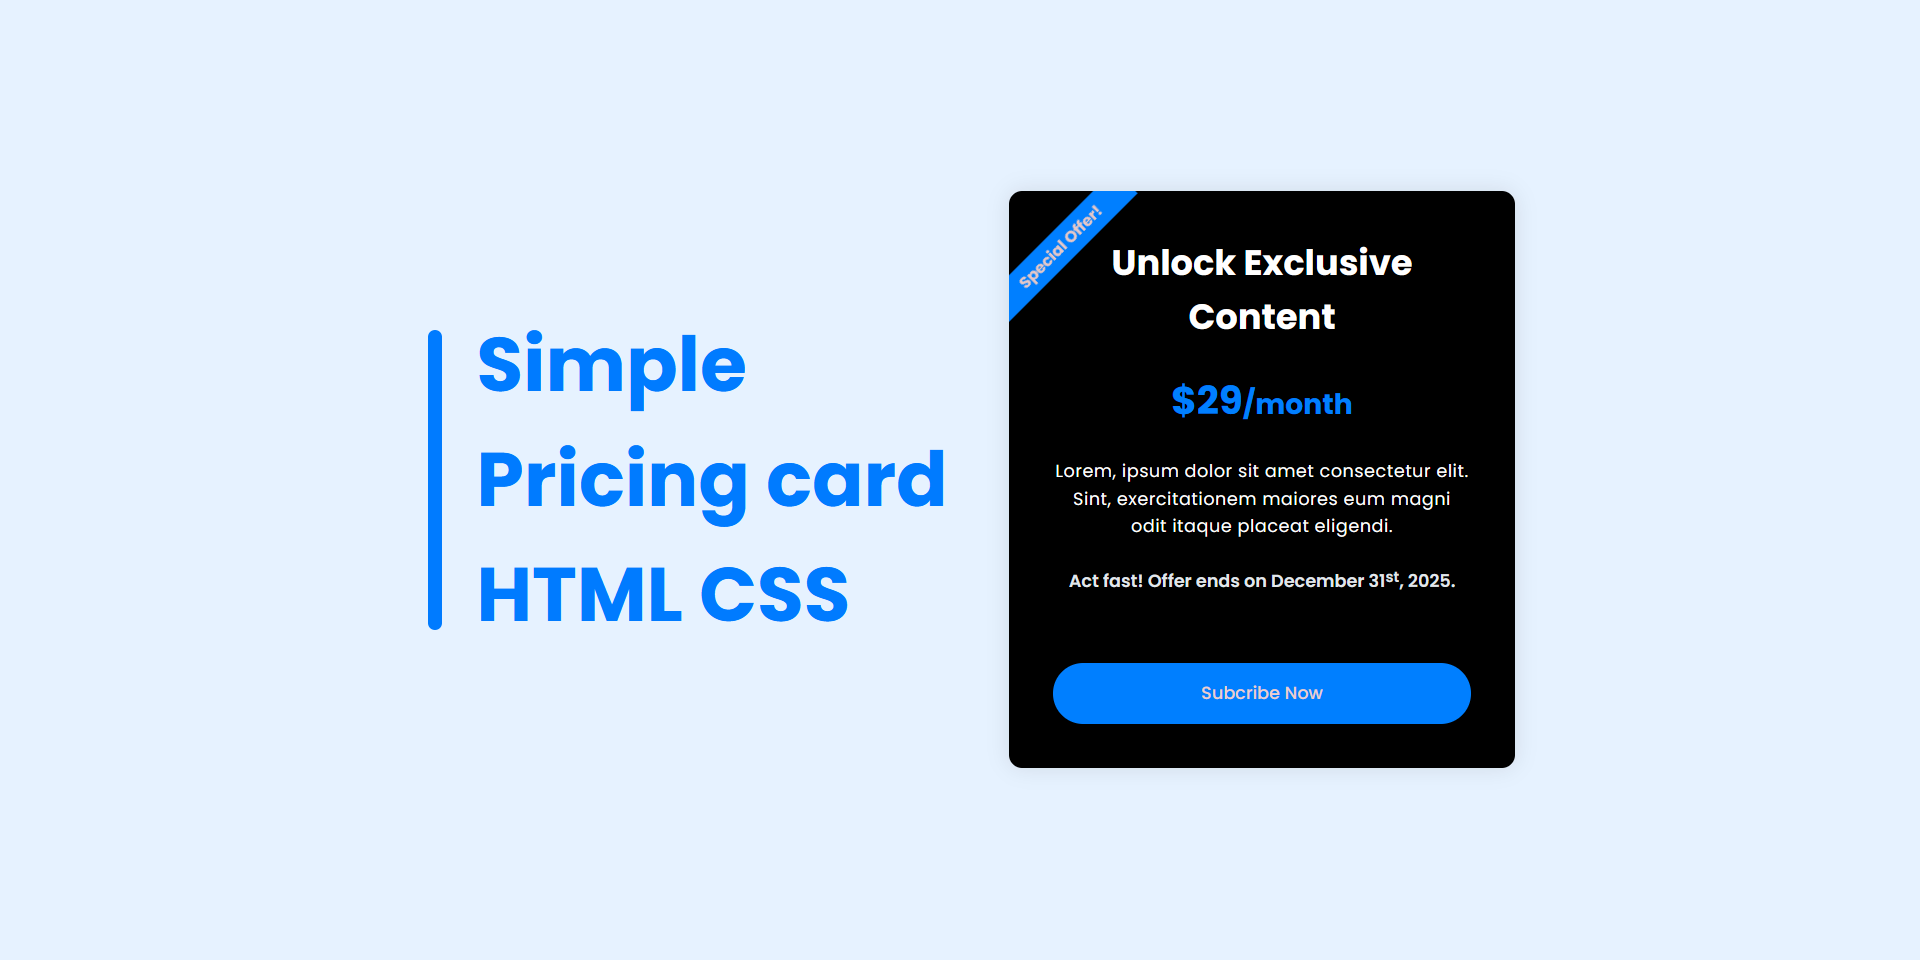 Simple
Pricing card
HTML CSS
Special Offer!
Unlock Exclusive
Content
$29/month
Lorem, ipsum dolor sit amet consectetur elit.
Sint, exercitationem maiores eum magni
odit itaque placeat eligendi.
Act fast! Offer ends on December 31st, 2025.
Subcribe Now